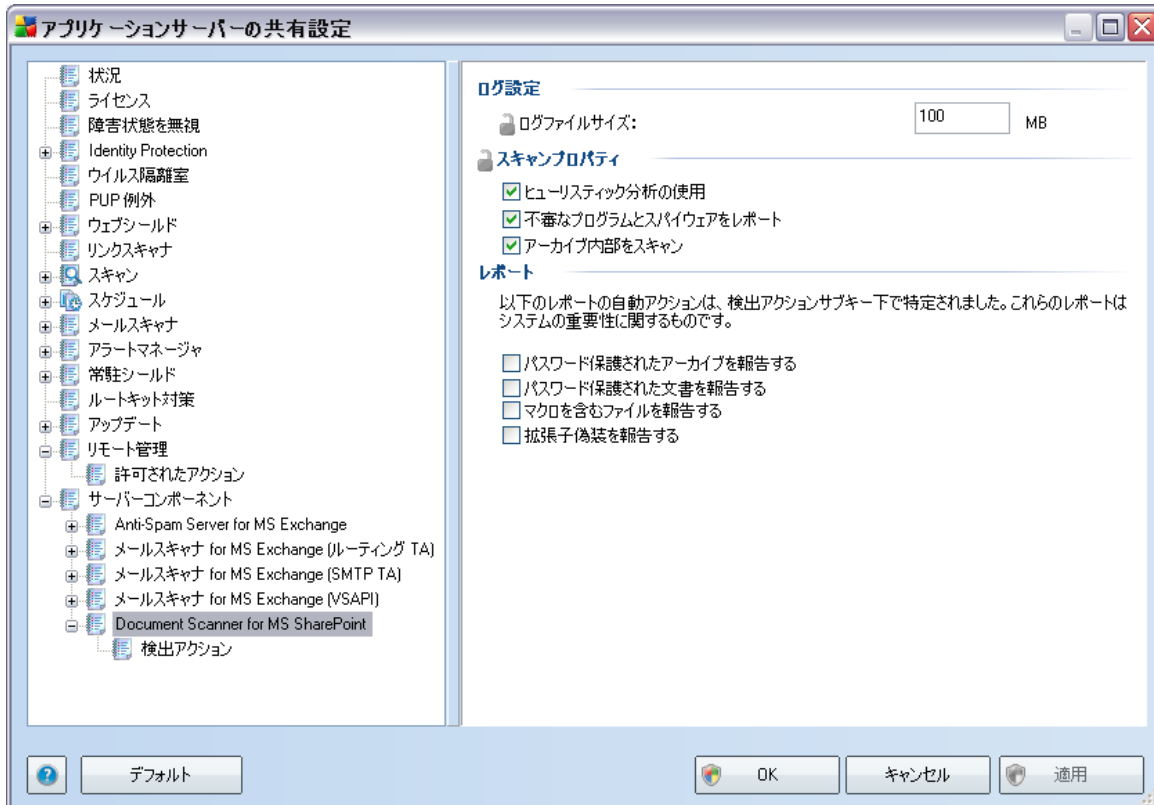 アプリケーションサーバーの共有設定
状況
ライセンス
障害状態を無視
Identity Protection
ウイルス隔離室
PUP 例外
ウェブシールド
リンクスキャナ
スキャン
スケジュール
メールスキャナ
アラートマネージャ
常駐シールド
ルートキット対策
アップデート
リモート管理
許可されたアクション
サーバーコンポーネント
Anti-Spam Server for MS Exchange
メールスキャナ for MS Exchange (ルーティング TA)
メールスキャナ for MS Exchange (SMTP TA)
メールスキャナ for MS Exchange (VSAPI)
Document Scanner for MS SharePoint
検出アクション
ログ設定
ログファイルサイズ: 100 MB
スキャンプロパティ
ヒューリスティック分析の使用
不審なプログラムとスパイウェアをレポート
アーカイブ内部をスキャン
レポート
以下のレポートの自動アクションは、検出アクションサブキー下で特定されました。これらのレポートは
システムの重要性に関するものです。
パスワード保護されたアーカイブを報告する
パスワード保護された文書を報告する
マクロを含むファイルを報告する
拡張子偽装を報告する
デフォルト
OK
キャンセル
適用